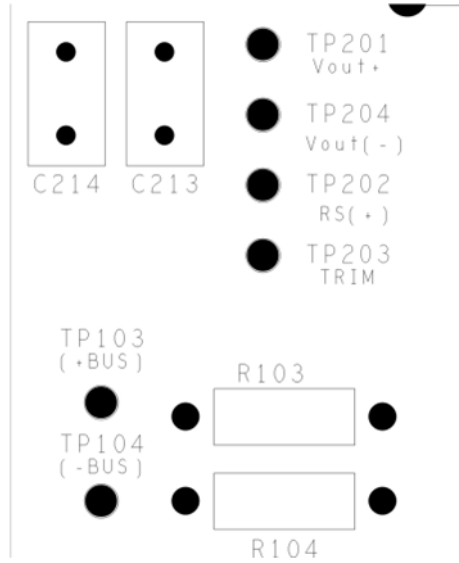 TP201
Vout+
TP204
Vout(-)
C214
C213
TP202
RS(+)
TP203
TRIM
TP103
(+BUS)
R103
TP104
(-BUS)
R104